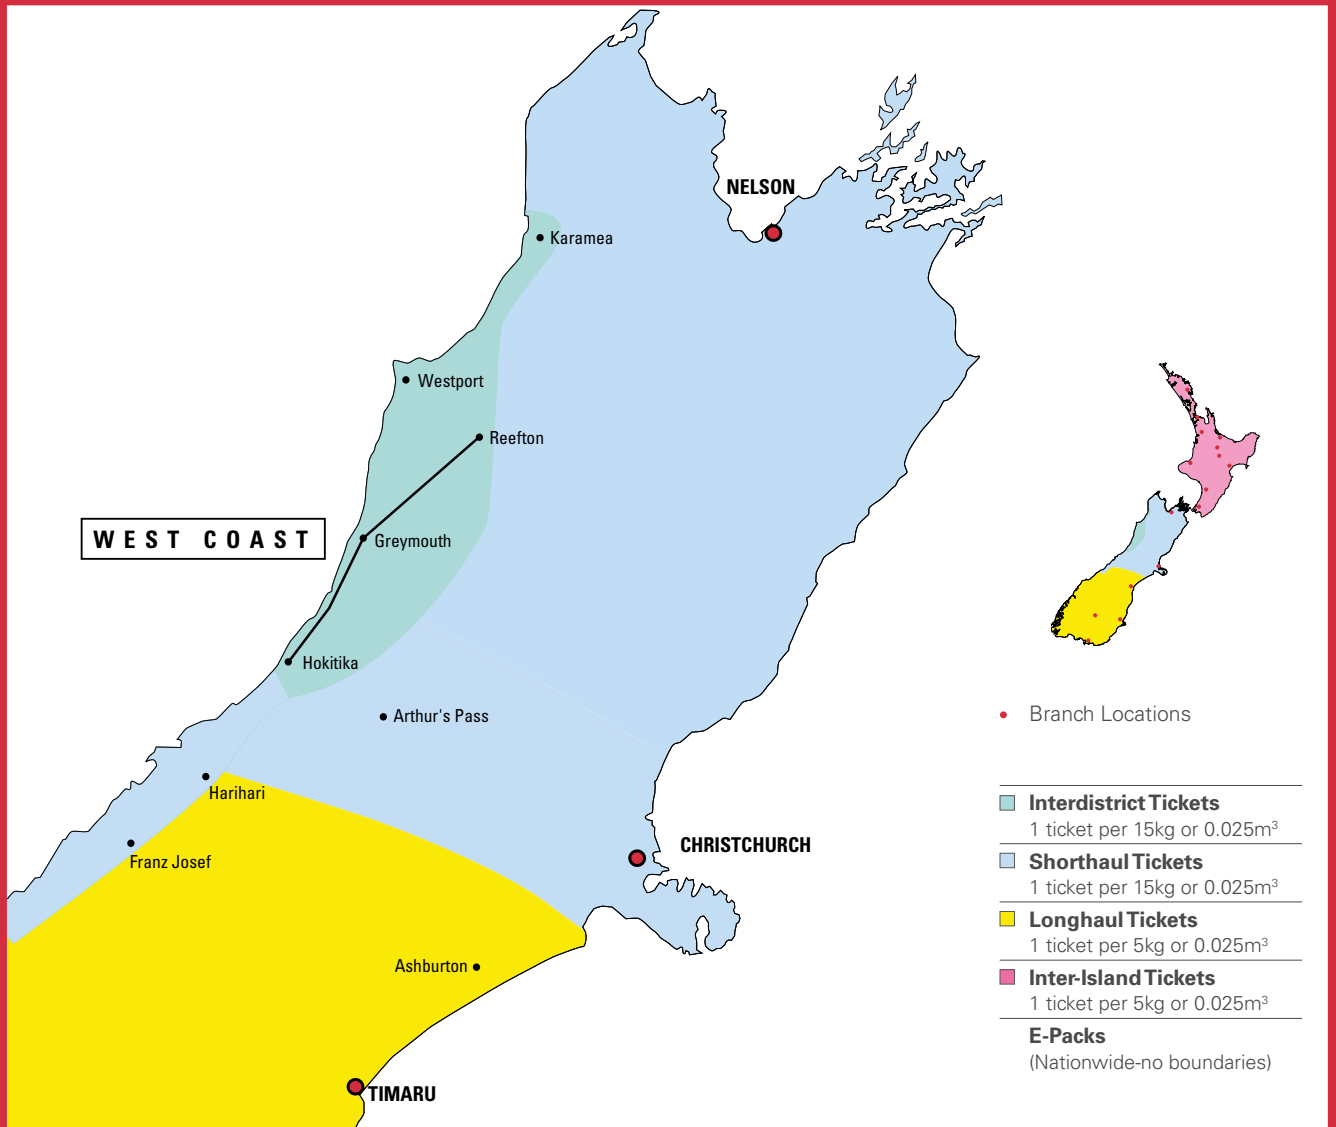 NELSON
Karamea
Westport
Reefton
WEST COAST
Greymouth
Hokitika
Arthur's Pass
Harihari
Franz Josef
CHRISTCHURCH
Ashburton
TIMARU
Branch Locations
Interdistrict Tickets
1 ticket per 15kg or 0.025m³
Shorthaul Tickets
1 ticket per 15kg or 0.025m³
Longhaul Tickets
1 ticket per 5kg or 0.025m³
Inter-Island Tickets
1 ticket per 5kg or 0.025m³
E-Packs
(Nationwide-no boundaries)